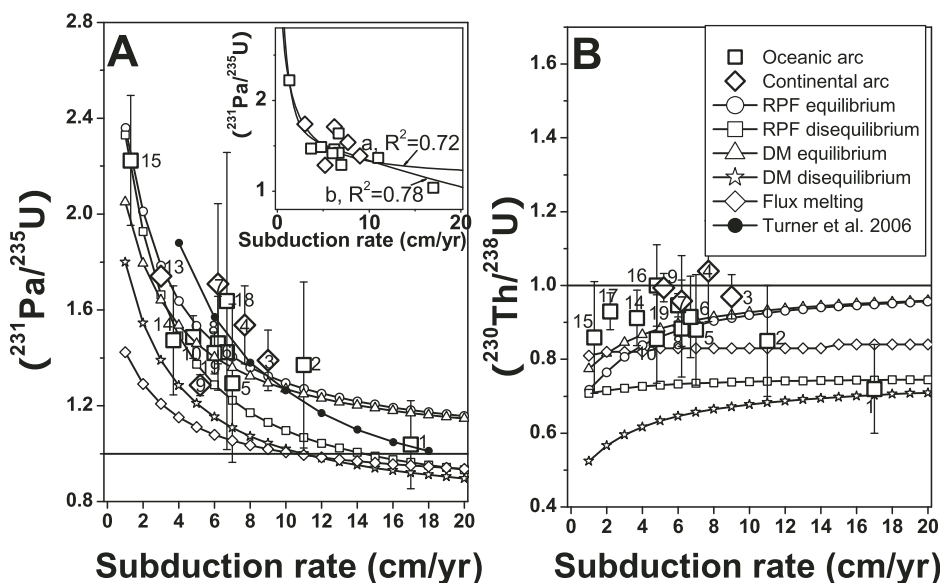 A
(²³¹Pa/²³⁵U)
2.8
2.4
2.0
1.6
1.2
0.8
0 2 4 6 8 10 12 14 16 18 20
Subduction rate (cm/yr)
15
13
7
18
14
8
4
10
19
6
3
2
9
5
1
(²³¹Pa/²³⁵U)
2
1
a, R²=0.72
b, R²=0.78
0 10 20
Subduction rate (cm/yr)
B
(²³⁰Th/²³⁸U)
1.6
1.4
1.2
1.0
0.8
0.6
0.4
0 2 4 6 8 10 12 14 16 18 20
Subduction rate (cm/yr)
Oceanic arc
Continental arc
RPF equilibrium
RPF disequilibrium
DM equilibrium
DM disequilibrium
Flux melting
Turner et al. 2006
16
9
4
17
7
3
14
19
6
15
10
8
5
2
1